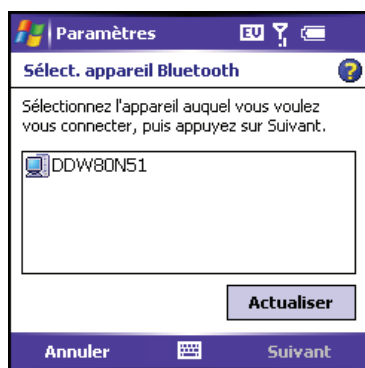 Paramètres
EU
Sélect. appareil Bluetooth
Sélectionnez l'appareil auquel vous voulez
vous connecter, puis appuyez sur Suivant.
DDW80N51
Actualiser
Annuler
Suivant